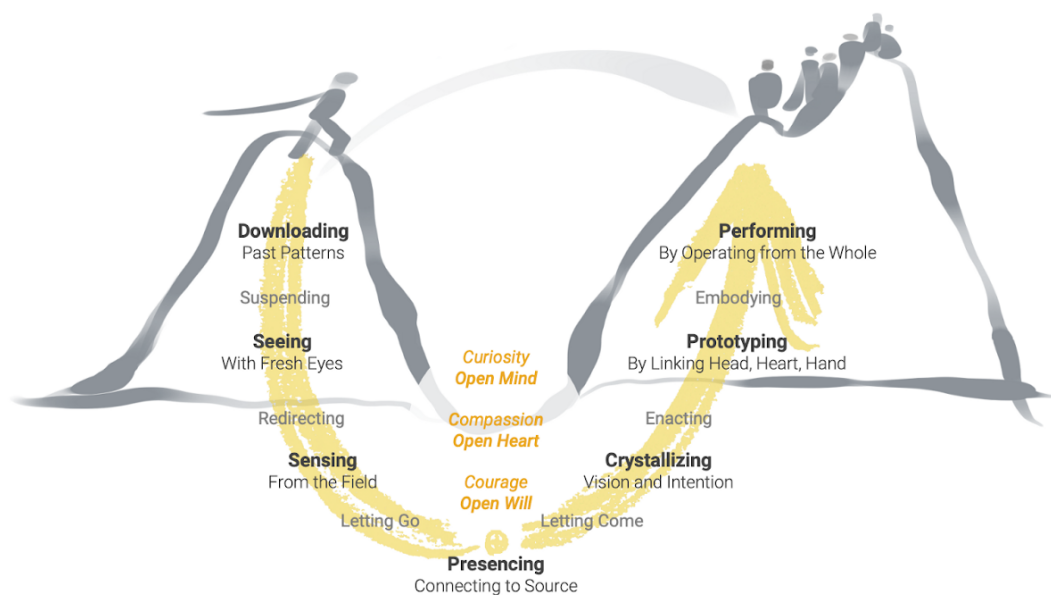 Downloading
Past Patterns
Suspending
Seeing
With Fresh Eyes
Redirecting
Sensing
From the Field
Letting Go
Curiosity
Open Mind
Compassion
Open Heart
Courage
Open Will
Presencing
Connecting to Source
Letting Come
Crystallizing
Vision and Intention
Enacting
Prototyping
By Linking Head, Heart, Hand
Embodying
Performing
By Operating from the Whole